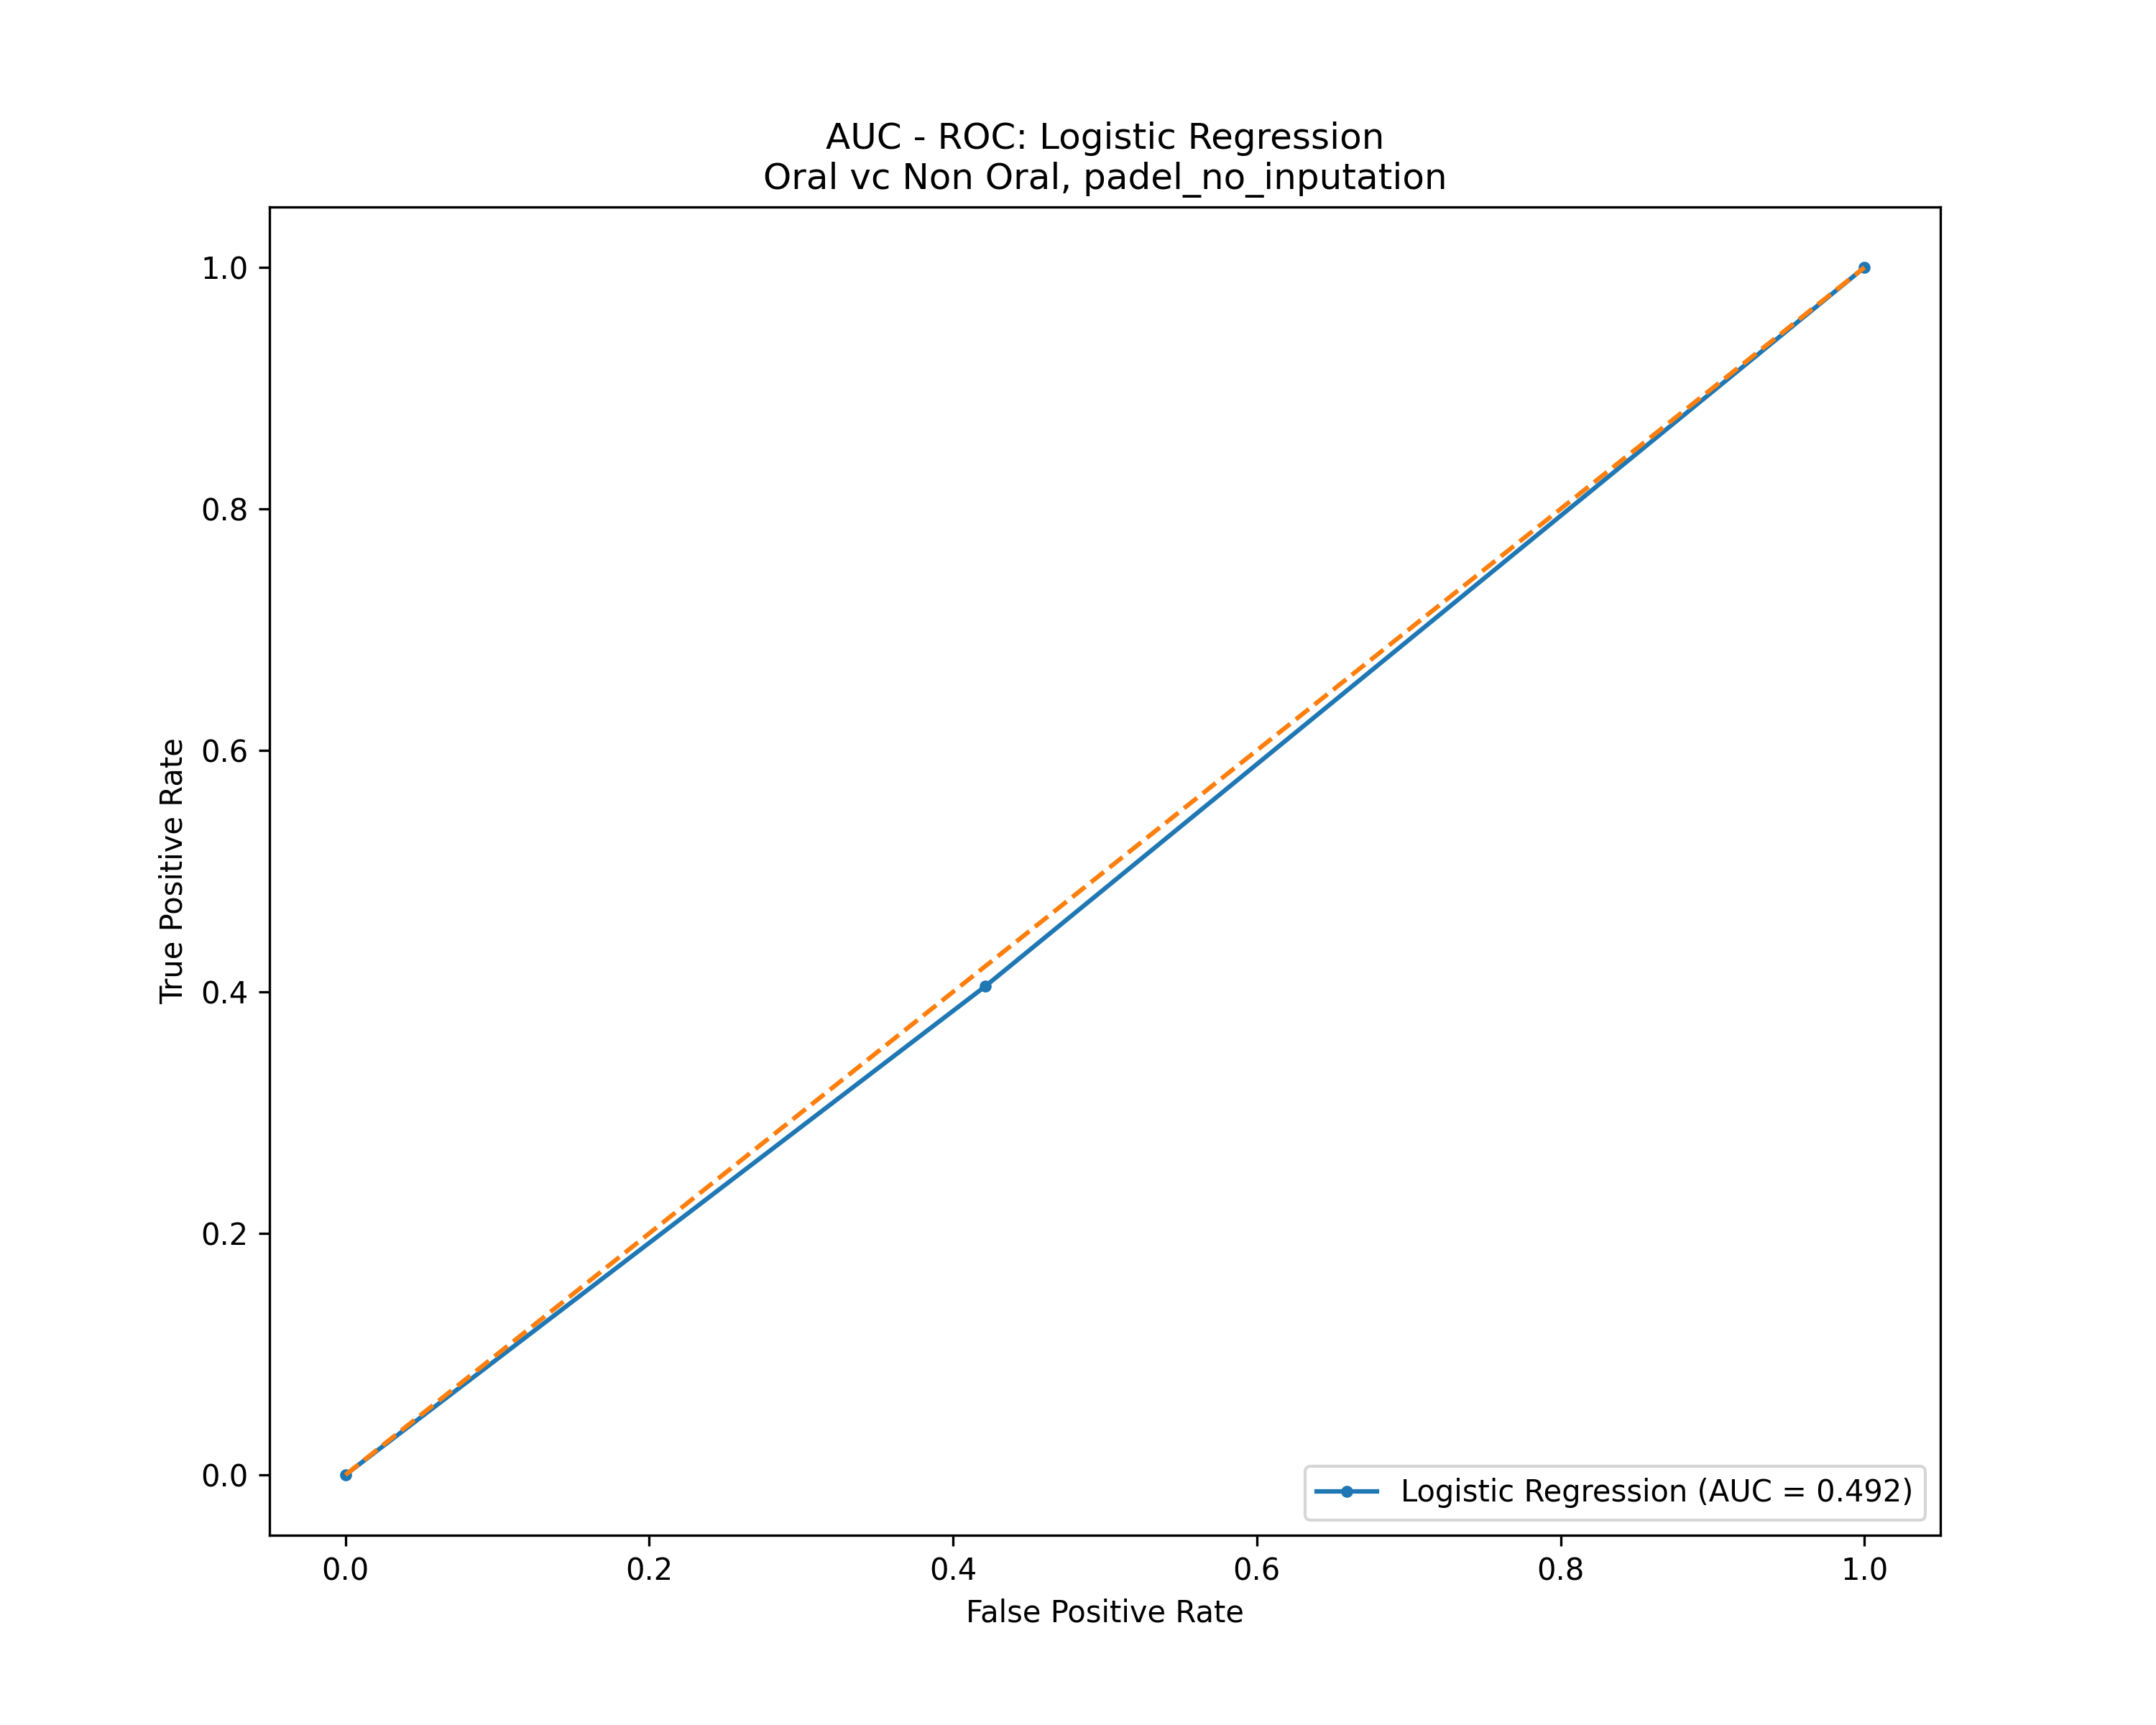 AUC - ROC: Logistic Regression
Oral vc Non Oral, padel_no_inputation
True Positive Rate
1.0
0.8
0.6
0.4
0.2
0.0
Logistic Regression (AUC = 0.492)
0.0 0.2 0.4 0.6 0.8 1.0
False Positive Rate